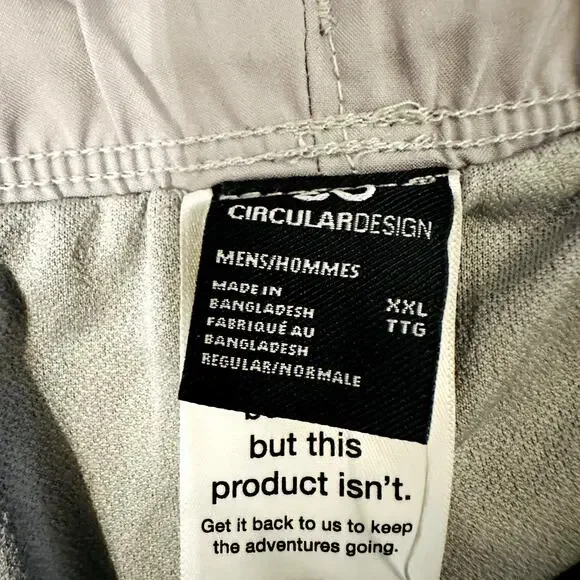 CIRCULARDESIGN
MENS/HOMMES
MADE IN
BANGLADESH
FABRIQUÉ AU
BANGLADESH
REGULAR/NORMALE
XXL
TTG
but this
product isn't.
Get it back to us to keep
the adventures going.